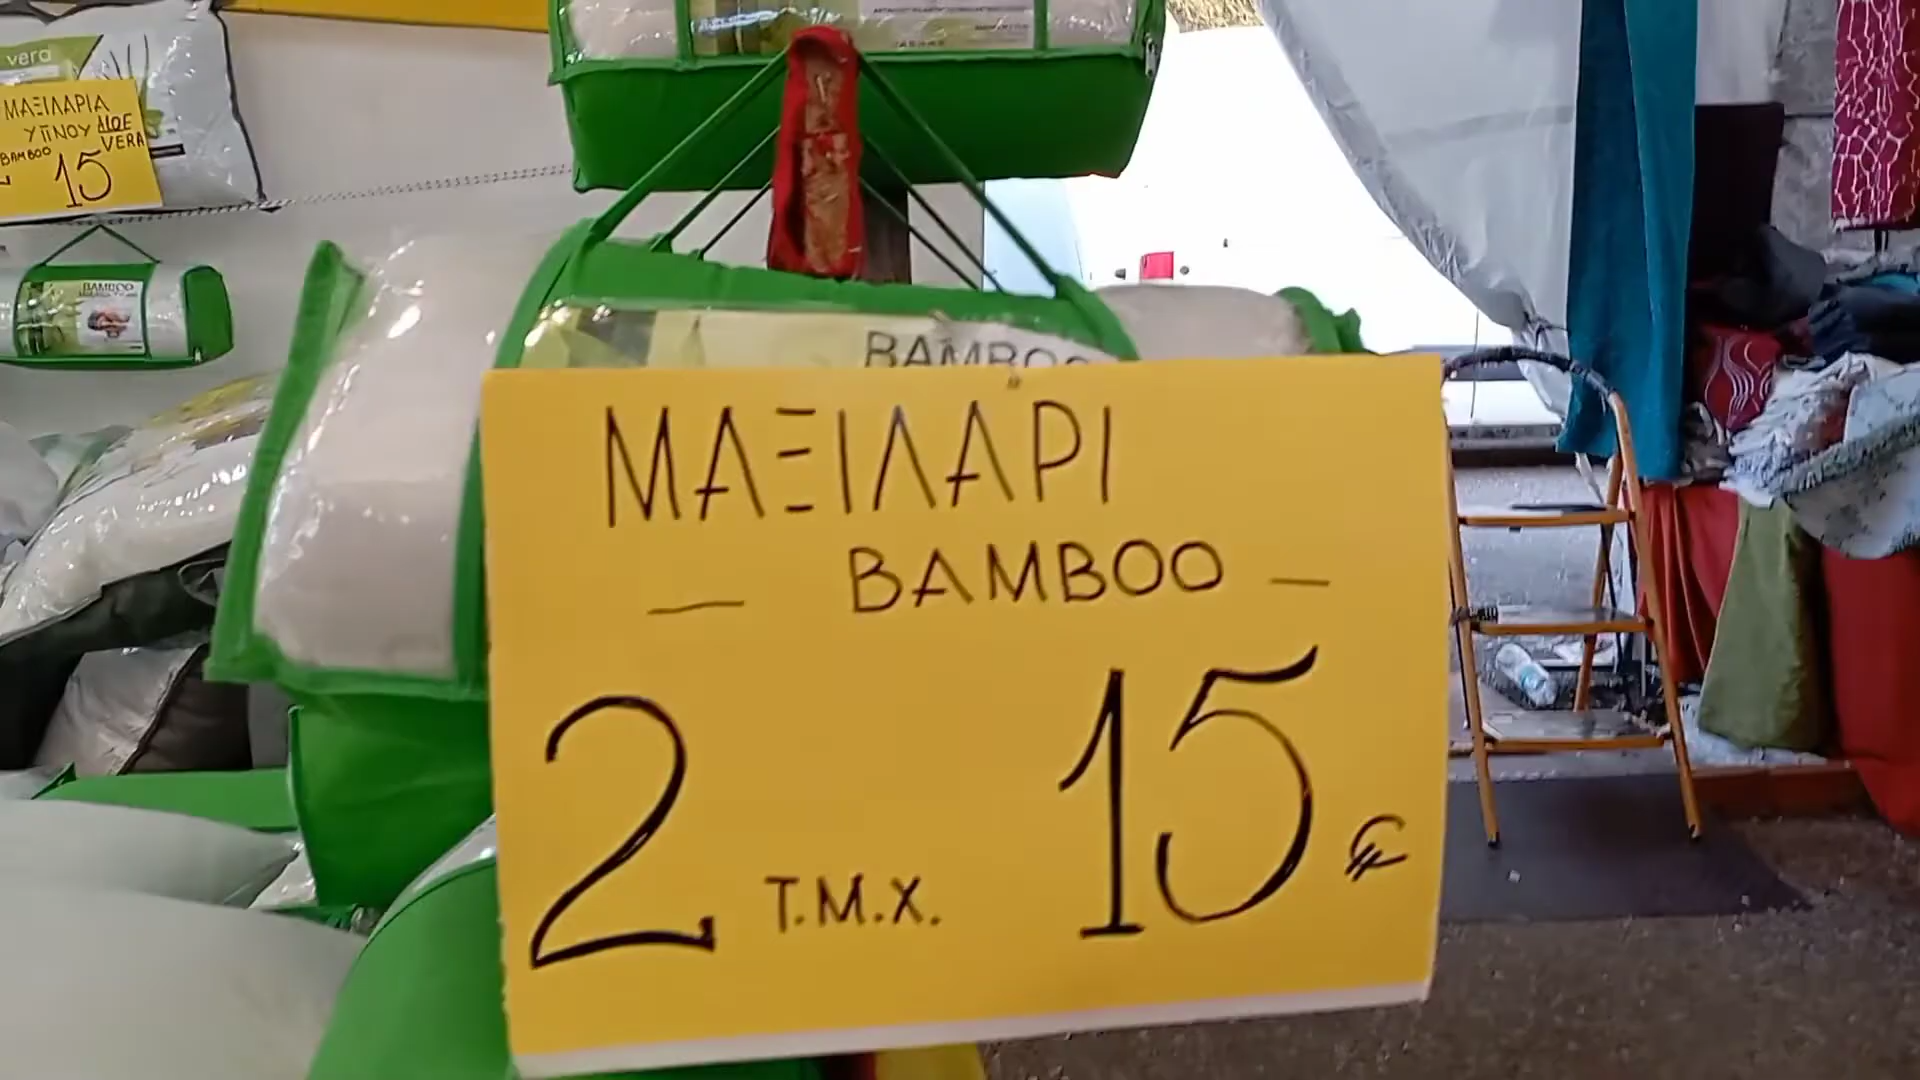 vera
ΜΑΞΙΛΑΡΙΑ
ΥΠΝΟΥ ALOE
VERA
BAMBOO
15
BAMBOO
BAMBOO
ΜΑΞΙΛΑΡΙ
— BAMBOO —
2 Τ.Μ.Χ. 15 €